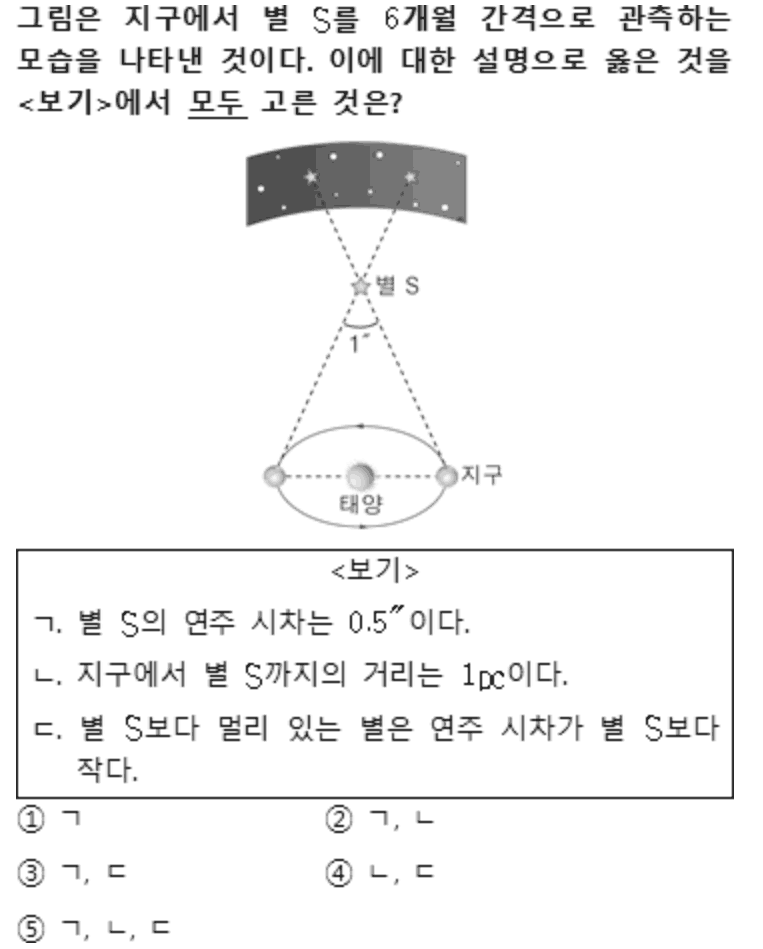 그림은 지구에서 별 S를 6개월 간격으로 관측하는
모습을 나타낸 것이다. 이에 대한 설명으로 옳은 것을
<보기>에서 모두 고른 것은?
별 S
1″
지구
태양
<보기>
ㄱ. 별 S의 연주 시차는 0.5″이다.
ㄴ. 지구에서 별 S까지의 거리는 1pc이다.
ㄷ. 별 S보다 멀리 있는 별은 연주 시차가 별 S보다
작다.
① ㄱ ② ㄱ, ㄴ
③ ㄱ, ㄷ ④ ㄴ, ㄷ
⑤ ㄱ, ㄴ, ㄷ